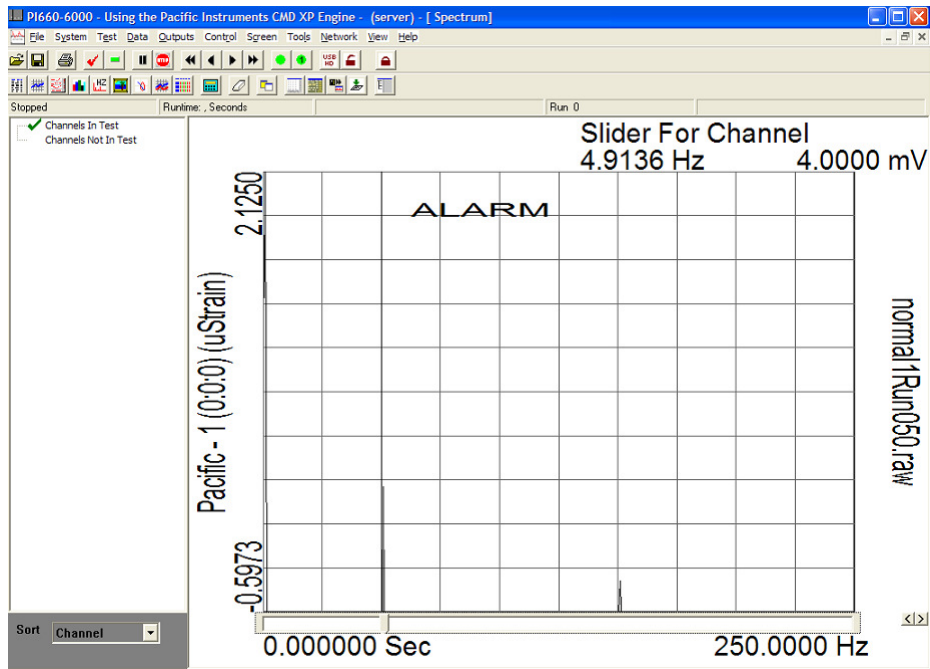 PI660-6000 - Using the Pacific Instruments CMD XP Engine - (server) - [ Spectrum]
File System Test Data Outputs Control Screen Tools Network View Help
USB HD
HZ
Stopped Runtime: , Seconds Run 0
Channels In Test
Channels Not In Test
Slider For Channel
4.9136 Hz 4.0000 mV
ALARM
2.1250
Pacific - 1 (0:0:0) (uStrain)
-0.5973
normal1Run050.raw
0.000000 Sec 250.0000 Hz
Sort Channel